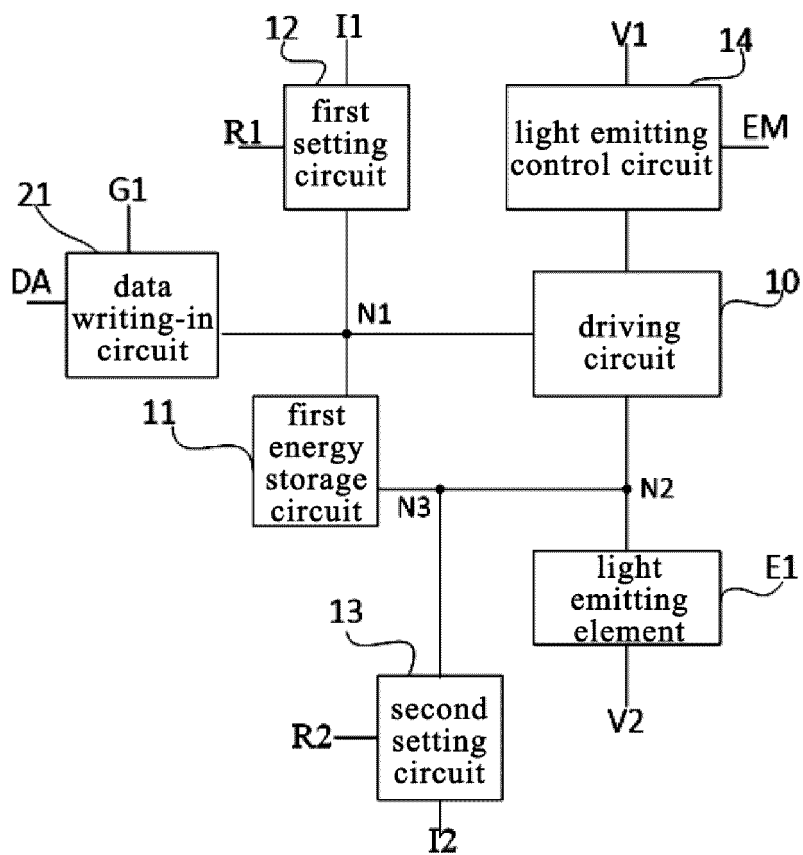 12
I1
V1
14
first
setting
circuit
R1
light emitting
control circuit
EM
21
G1
DA
data
writing-in
circuit
N1
10
driving
circuit
11
first
energy
storage
circuit
N3
N2
light
emitting
element
E1
13
V2
second
setting
circuit
R2
I2